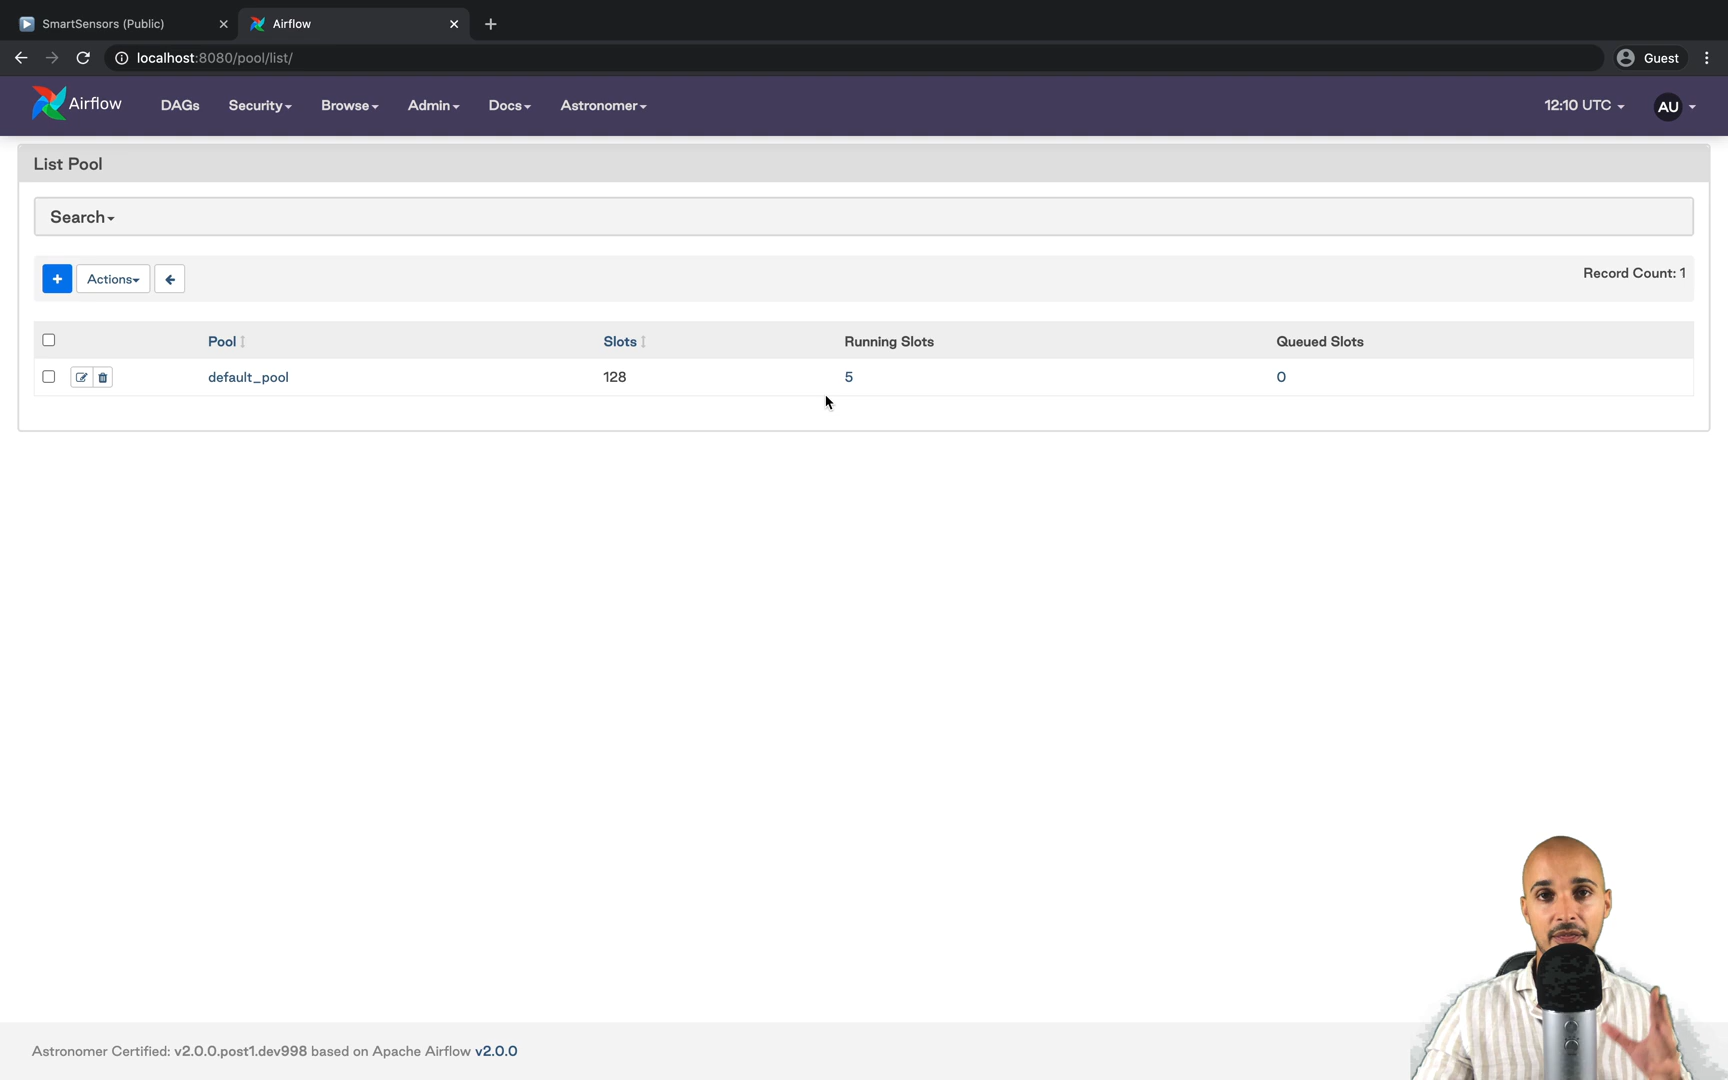 SmartSensors (Public)
Airflow
localhost:8080/pool/list/
Guest
Airflow
DAGs
Security
Browse
Admin
Docs
Astronomer
12:10 UTC
AU
List Pool
Search
+
Actions
Record Count: 1
Pool
Slots
Running Slots
Queued Slots
default_pool
128
5
0
Astronomer Certified: v2.0.0.post1.dev998 based on Apache Airflow v2.0.0